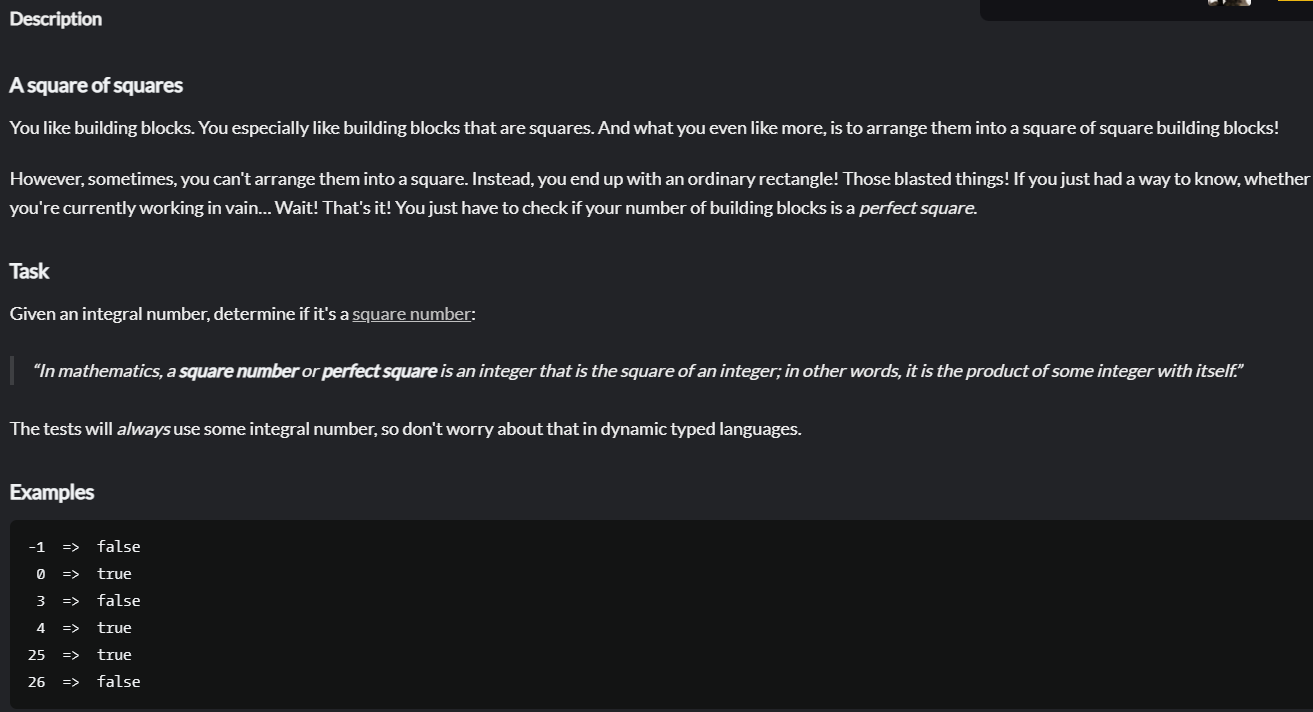 Description
A square of squares
You like building blocks. You especially like building blocks that are squares. And what you even like more, is to arrange them into a square of square building blocks!
However, sometimes, you can't arrange them into a square. Instead, you end up with an ordinary rectangle! Those blasted things! If you just had a way to know, whether
you're currently working in vain… Wait! That's it! You just have to check if your number of building blocks is a perfect square.
Task
Given an integral number, determine if it's a square number:
“In mathematics, a square number or perfect square is an integer that is the square of an integer; in other words, it is the product of some integer with itself.”
The tests will always use some integral number, so don't worry about that in dynamic typed languages.
Examples
-1 => false
0 => true
3 => false
4 => true
25 => true
26 => false